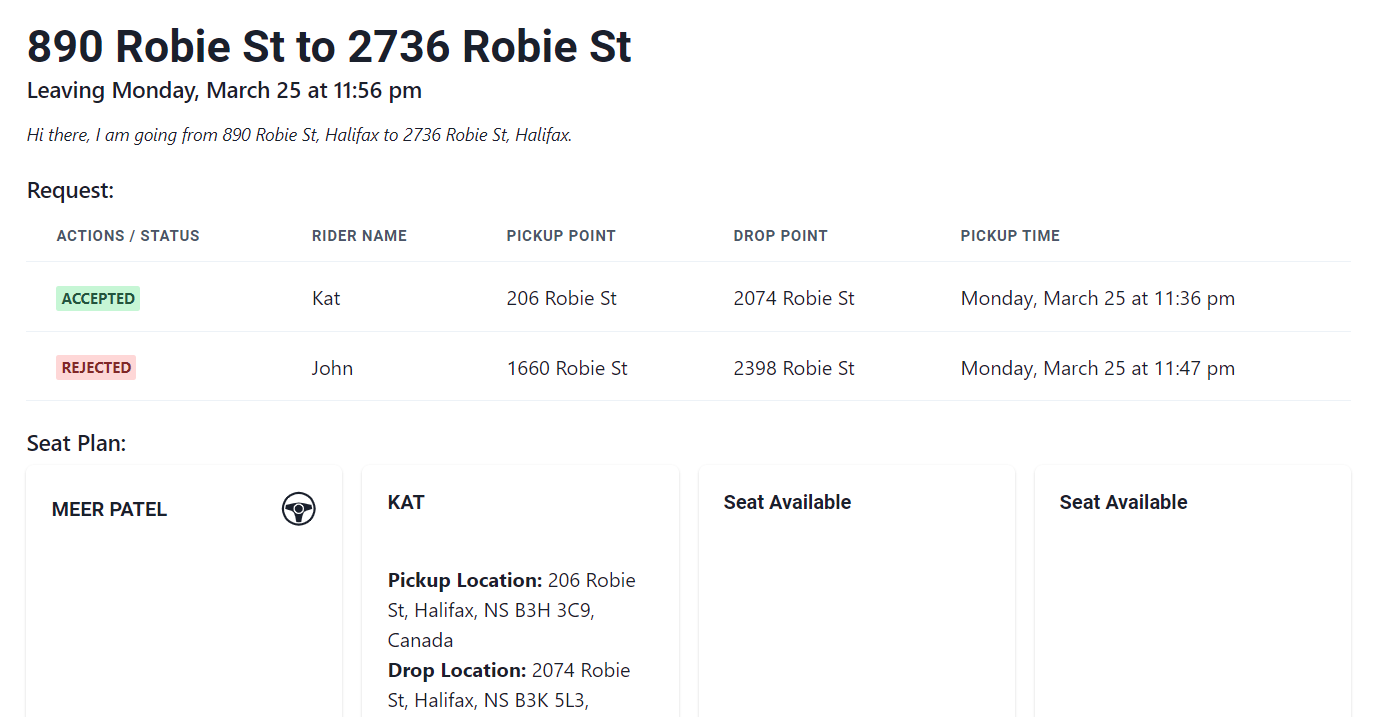 890 Robie St to 2736 Robie St
Leaving Monday, March 25 at 11:56 pm
Hi there, I am going from 890 Robie St, Halifax to 2736 Robie St, Halifax.
Request:
ACTIONS / STATUS RIDER NAME PICKUP POINT DROP POINT PICKUP TIME
ACCEPTED Kat 206 Robie St 2074 Robie St Monday, March 25 at 11:36 pm
REJECTED John 1660 Robie St 2398 Robie St Monday, March 25 at 11:47 pm
Seat Plan:
MEER PATEL
KAT
Pickup Location: 206 Robie
St, Halifax, NS B3H 3C9,
Canada
Drop Location: 2074 Robie
St, Halifax, NS B3K 5L3,
Seat Available
Seat Available